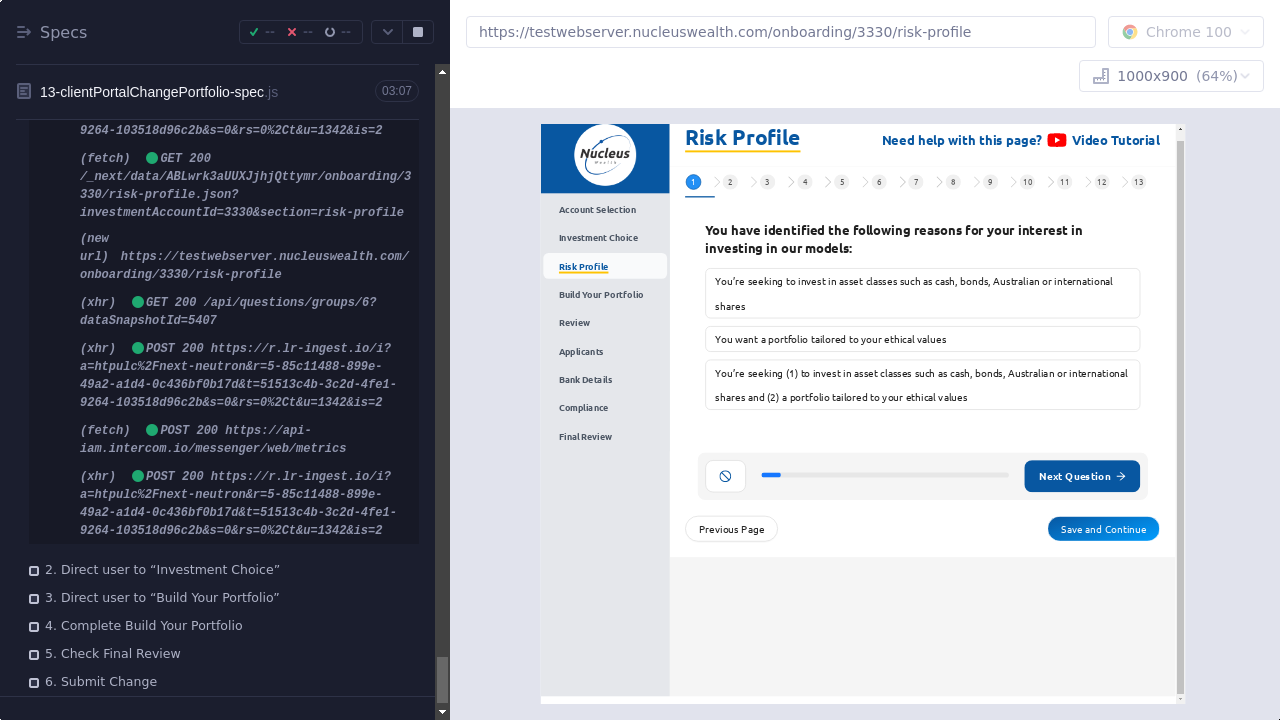 Specs
-- -- --
13-clientPortalChangePortfolio-spec.js
03:07
9264-103518d96c2b&s=0&rs=0%2Ct&u=1342&is=2
(fetch) GET 200
/_next/data/ABLwrk3aUUXJjhjQttymr/onboarding/3
330/risk-profile.json?
investmentAccountId=3330&section=risk-profile
(new
url) https://testwebserver.nucleuswealth.com/
onboarding/3330/risk-profile
(xhr) GET 200 /api/questions/groups/6?
dataSnapshotId=5407
(xhr) POST 200 https://r.lr-ingest.io/i?
a=htpulc%2Fnext-neutron&r=5-85c11488-899e-
49a2-a1d4-0c436bf0b17d&t=51513c4b-3c2d-4fe1-
9264-103518d96c2b&s=0&rs=0%2Ct&u=1342&is=2
(fetch) POST 200 https://api-
iam.intercom.io/messenger/web/metrics
(xhr) POST 200 https://r.lr-ingest.io/i?
a=htpulc%2Fnext-neutron&r=5-85c11488-899e-
49a2-a1d4-0c436bf0b17d&t=51513c4b-3c2d-4fe1-
9264-103518d96c2b&s=0&rs=0%2Ct&u=1342&is=2
2. Direct user to “Investment Choice”
3. Direct user to “Build Your Portfolio”
4. Complete Build Your Portfolio
5. Check Final Review
6. Submit Change
https://testwebserver.nucleuswealth.com/onboarding/3330/risk-profile
Chrome 100
1000x900 (64%)
Nucleus
Wealth
Account Selection
Investment Choice
Risk Profile
Build Your Portfolio
Review
Applicants
Bank Details
Compliance
Final Review
Risk Profile
Need help with this page? Video Tutorial
1 2 3 4 5 6 7 8 9 10 11 12 13
You have identified the following reasons for your interest in
investing in our models:
You’re seeking to invest in asset classes such as cash, bonds, Australian or international
shares
You want a portfolio tailored to your ethical values
You’re seeking (1) to invest in asset classes such as cash, bonds, Australian or international
shares and (2) a portfolio tailored to your ethical values
Next Question
Previous Page
Save and Continue